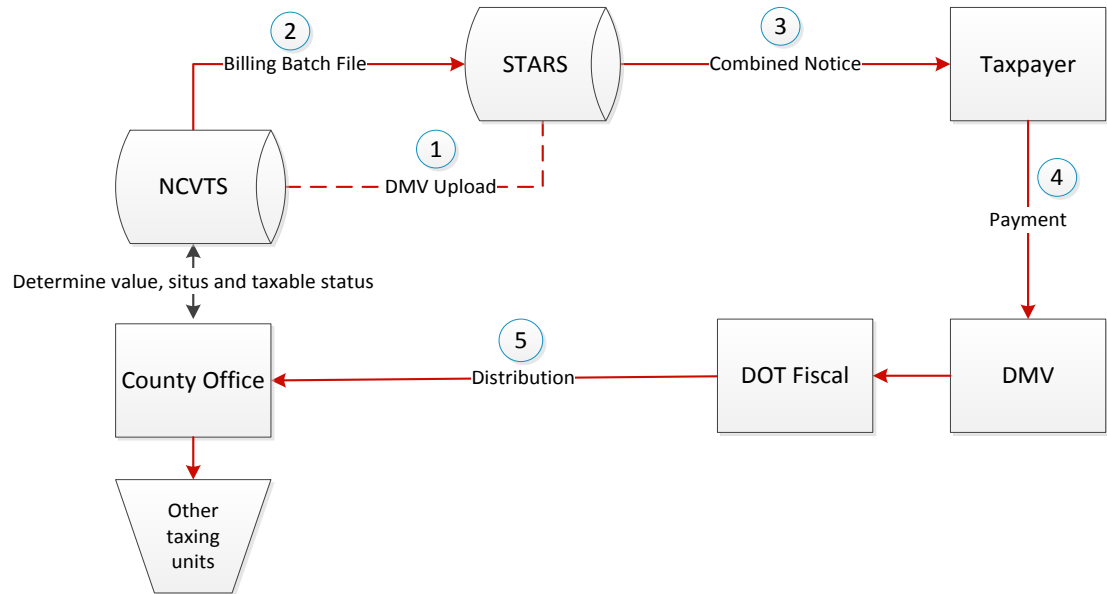 2
Billing Batch File
STARS
3
Combined Notice
Taxpayer
1
DMV Upload
NCVTS
4
Payment
Determine value, situs and taxable status
County Office
5
Distribution
DOT Fiscal
DMV
Other
taxing
units